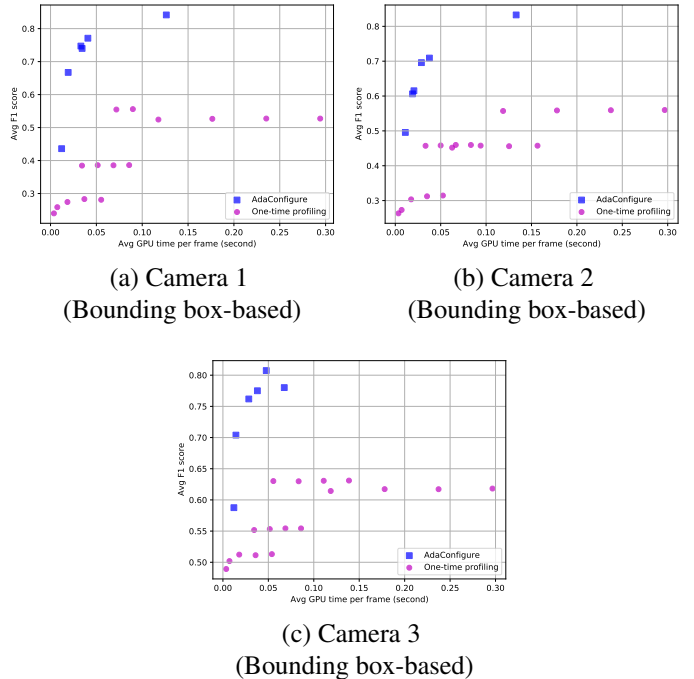 0.8
0.7
0.6
0.5
0.4
0.3
Avg F1 score
AdaConfigure
One-time profiling
0.00 0.05 0.10 0.15 0.20 0.25 0.30
Avg GPU time per frame (second)
(a) Camera 1
(Bounding box-based)
0.8
0.7
0.6
0.5
0.4
0.3
Avg F1 score
AdaConfigure
One-time profiling
0.00 0.05 0.10 0.15 0.20 0.25 0.30
Avg GPU time per frame (second)
(b) Camera 2
(Bounding box-based)
0.80
0.75
0.70
0.65
0.60
0.55
0.50
Avg F1 score
AdaConfigure
One-time profiling
0.00 0.05 0.10 0.15 0.20 0.25 0.30
Avg GPU time per frame (second)
(c) Camera 3
(Bounding box-based)